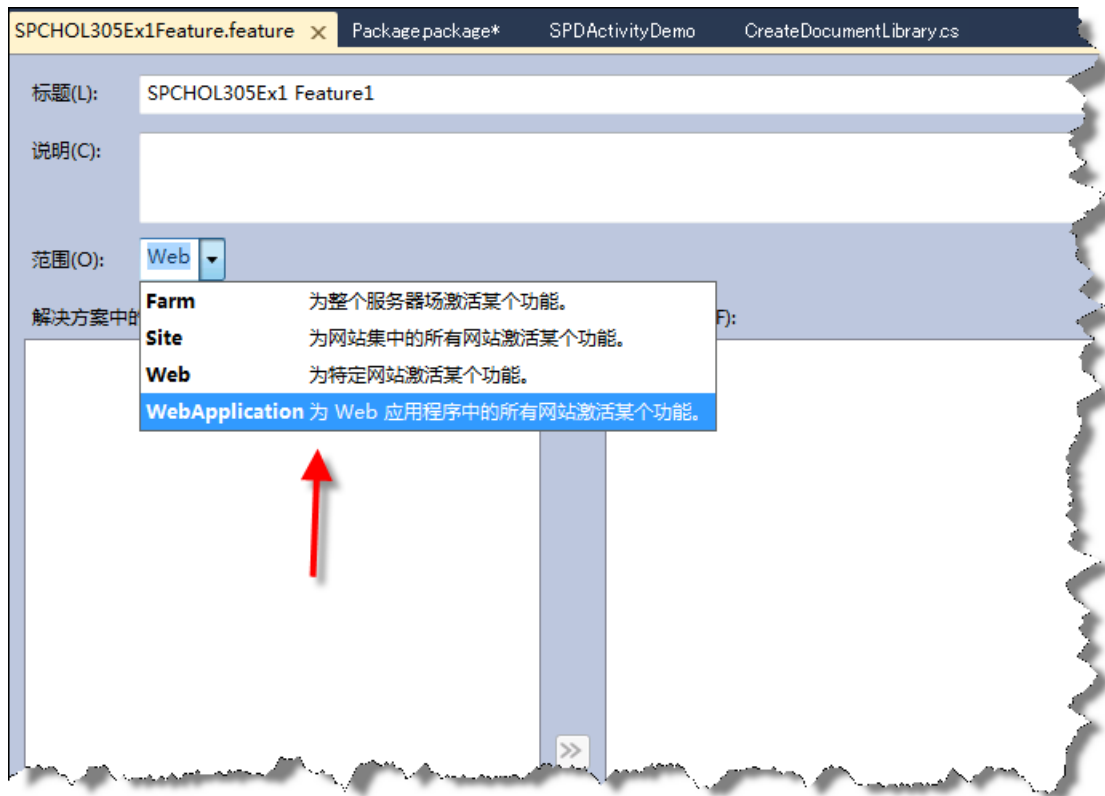 SPCHOL305Ex1Feature.feature Package.package* SPDActivityDemo CreateDocumentLibrary.cs
标题(L): SPCHOL305Ex1 Feature1
说明(C):
范围(O): Web
Farm 为整个服务器场激活某个功能。
解决方案中的 F):
Site 为网站集中的所有网站激活某个功能。
Web 为特定网站激活某个功能。
WebApplication 为 Web 应用程序中的所有网站激活某个功能。